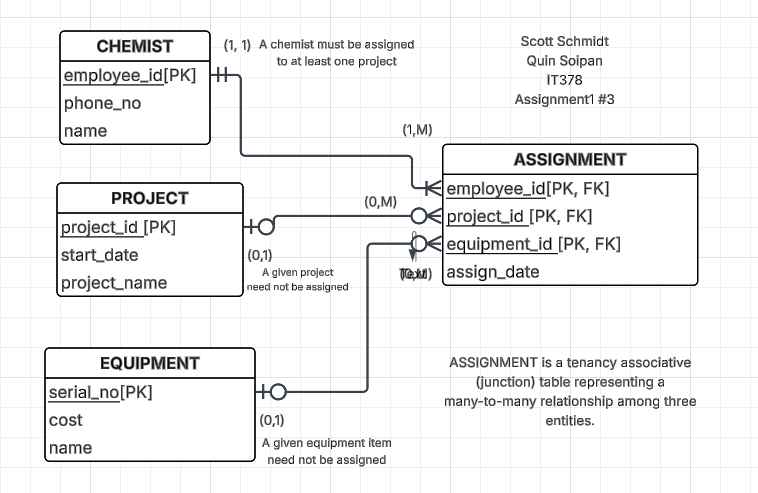 CHEMIST
employee_id[PK]
phone_no
name
(1, 1)
A chemist must be assigned
to at least one project
Scott Schmidt
Quin Soipan
IT378
Assignment1 #3
(1,M)
ASSIGNMENT
employee_id[PK, FK]
project_id [PK, FK]
equipment_id [PK, FK]
assign_date
PROJECT
project_id [PK]
start_date
project_name
(0,M)
(0,1)
A given project
need not be assigned
EQUIPMENT
serial_no[PK]
cost
name
(0,1)
A given equipment item
need not be assigned
ASSIGNMENT is a tenancy associative
(junction) table representing a
many-to-many relationship among three
entities.